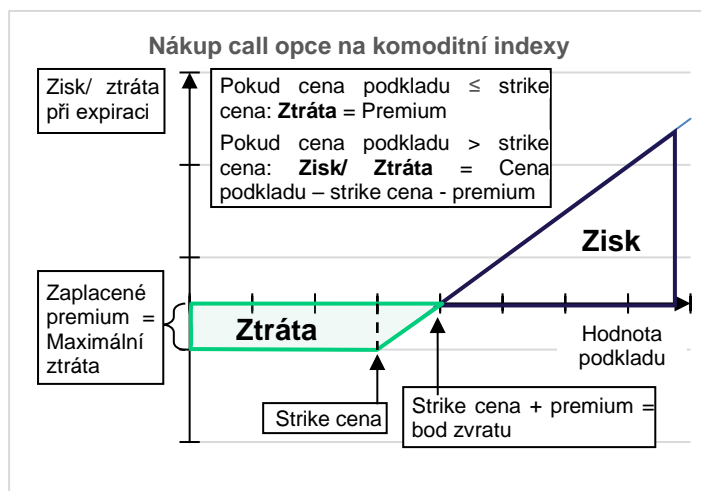 Nákup call opce na komoditní indexy
Zisk/ ztráta
při expiraci
Pokud cena podkladu ≤ strike
cena: Ztráta = Premium
Pokud cena podkladu > strike
cena: Zisk/ Ztráta = Cena
podkladu – strike cena - premium
Zisk
Zaplacené
premium =
Maximální
ztráta
Ztráta
Hodnota
podkladu
Strike cena
Strike cena + premium =
bod zvratu